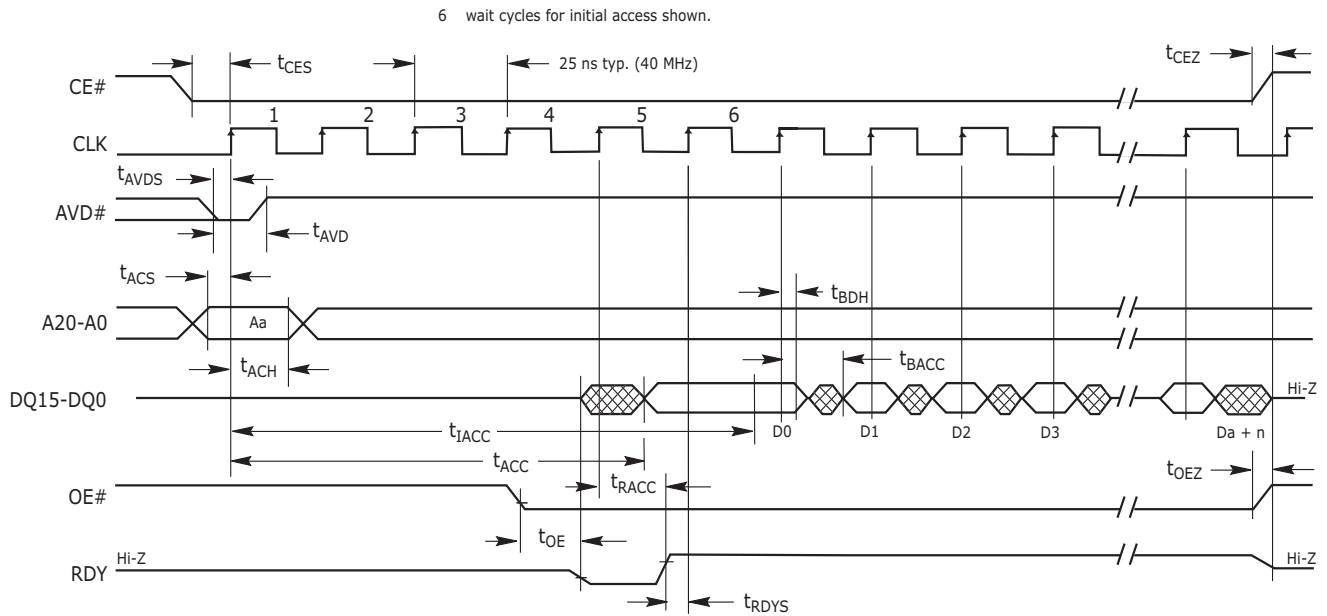 6 wait cycles for initial access shown.
tCES
25 ns typ. (40 MHz)
tCEZ
CE#
1 2 3 4 5 6
CLK
tAVDS
AVD#
tAVD
tACS
tBDH
A20-A0
Aa
tACH
tBACC
DQ15-DQ0
Hi-Z
D0 D1 D2 D3 Da + n
tIACC
tACC
tOEZ
tRACC
OE#
tOE
Hi-Z
Hi-Z
RDY
tRDYS